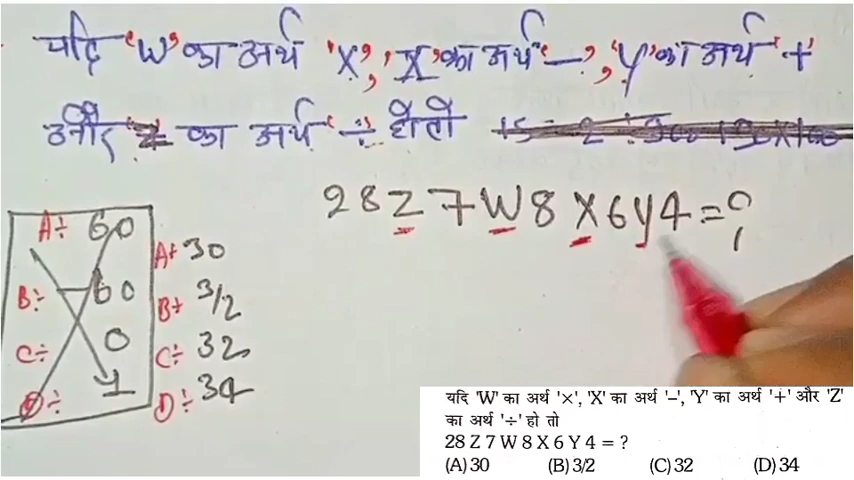 यदि 'W' का अर्थ 'X', 'X' का अर्थ '–', 'Y' का अर्थ '+'
और 'Z' का अर्थ '÷' हो तो
28 Z 7 W 8 X 6 Y 4 = ?
A÷ 60
B÷ – 60
C÷ 0
D÷ 1
A+ 30
B+ 3/2
C÷ 32
D÷ 34
यदि 'W' का अर्थ '×', 'X' का अर्थ '–', 'Y' का अर्थ '+' और 'Z'
का अर्थ '÷' हो तो
28 Z 7 W 8 X 6 Y 4 = ?
(A) 30 (B) 3/2 (C) 32 (D) 34